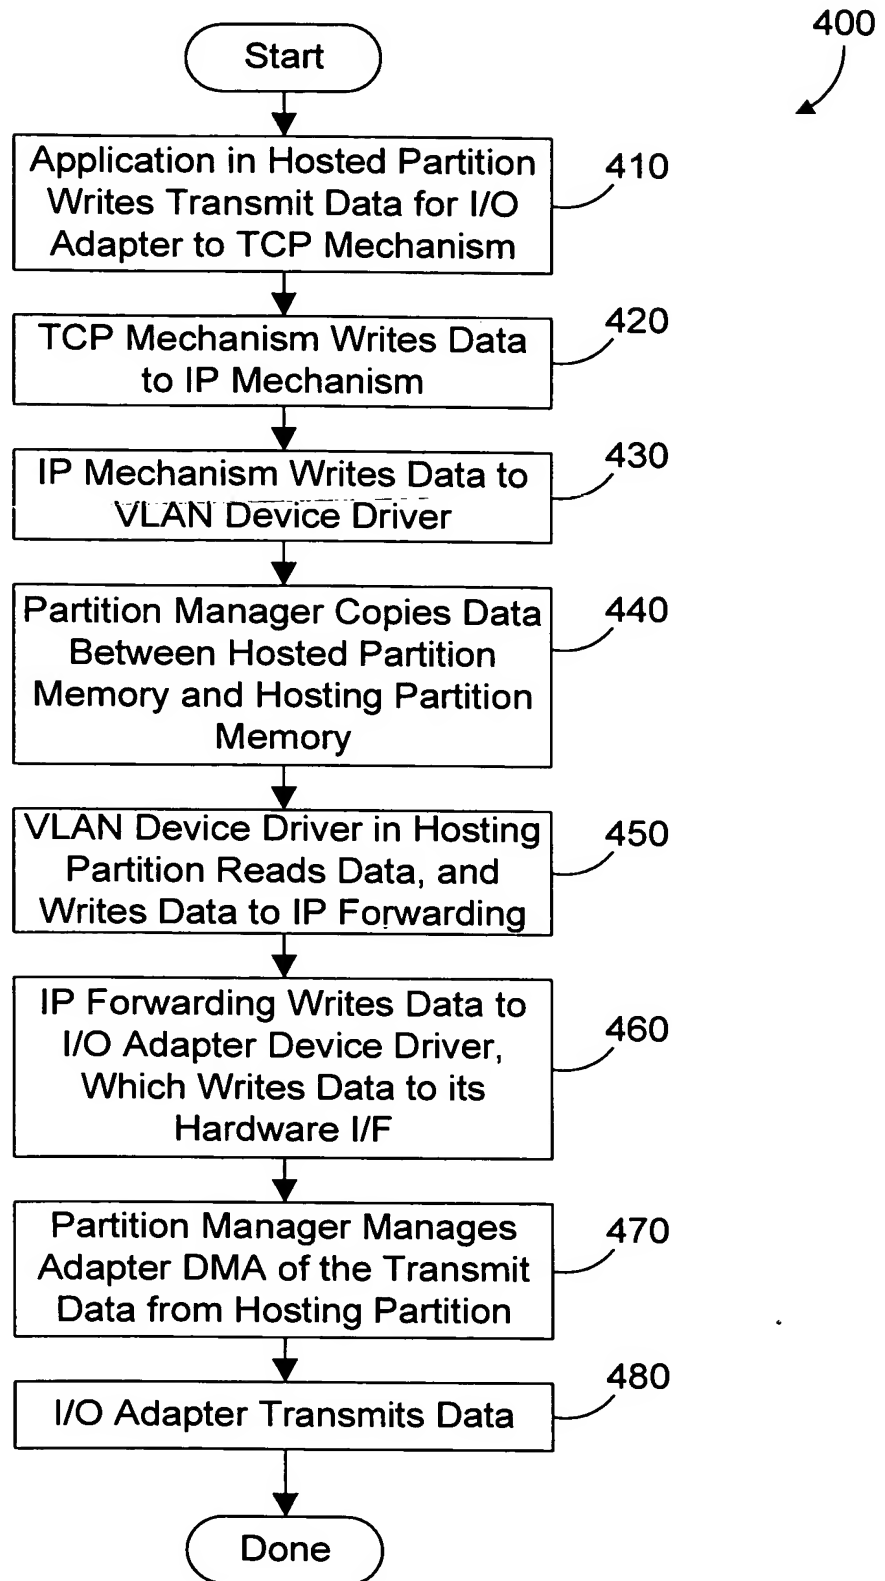 400
Start
Application in Hosted Partition
Writes Transmit Data for I/O
Adapter to TCP Mechanism
410
TCP Mechanism Writes Data
to IP Mechanism
420
IP Mechanism Writes Data to
VLAN Device Driver
430
Partition Manager Copies Data
Between Hosted Partition
Memory and Hosting Partition
Memory
440
VLAN Device Driver in Hosting
Partition Reads Data, and
Writes Data to IP Forwarding
450
IP Forwarding Writes Data to
I/O Adapter Device Driver,
Which Writes Data to its
Hardware I/F
460
Partition Manager Manages
Adapter DMA of the Transmit
Data from Hosting Partition
470
I/O Adapter Transmits Data
480
Done